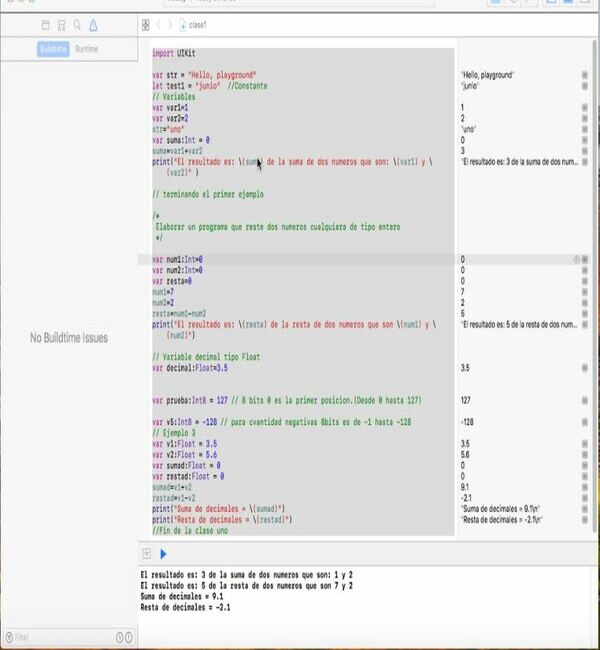 clase1
Buildtime Runtime
No Buildtime Issues
Filter
import UIKit
var str = "Hello, playground"
let test1 = "junio" //Constante
// Variables
var var1=1
var var2=2
str="uno"
var suma:Int = 0
suma=var1+var2
print("El resultado es: \(suma) de la suma de dos numeros que son: \(var1) y \
(var2)" )
// terminando el primer ejemplo
/*
Elaborar un programa que reste dos numeros cualquiera de tipo entero
*/
var num1:Int=0
var num2:Int=0
var resta=0
num1=7
num2=2
resta=num1-num2
print("El resultado es: \(resta) de la resta de dos numeros que son \(num1) y \
(num2)")
// Variable decimal tipo Float
var decimal:Float=3.5
var prueba:Int8 = 127 // 8 bits 0 es la primer posicion.(Desde 0 hasta 127)
var v5:Int8 = -128 // para cvantidad negativas 8bits es de -1 hasta -128
// Ejemplo 3
var v1:Float = 3.5
var v2:Float = 5.6
var sumad:Float = 0
var restad:Float = 0
sumad=v1+v2
restad=v1-v2
print("Suma de decimales = \(sumad)")
print("Resta de decimales = \(restad)")
//Fin de la clase uno
"Hello, playground"
"junio"
1
2
"uno"
0
3
"El resultado es: 3 de la suma de dos num...
0
0
0
7
2
5
"El resultado es: 5 de la resta de dos num...
3.5
127
-128
3.5
5.6
0
0
9.1
-2.1
"Suma de decimales = 9.1\n"
"Resta de decimales = -2.1\n"
El resultado es: 3 de la suma de dos numeros que son: 1 y 2
El resultado es: 5 de la resta de dos numeros que son 7 y 2
Suma de decimales = 9.1
Resta de decimales = -2.1